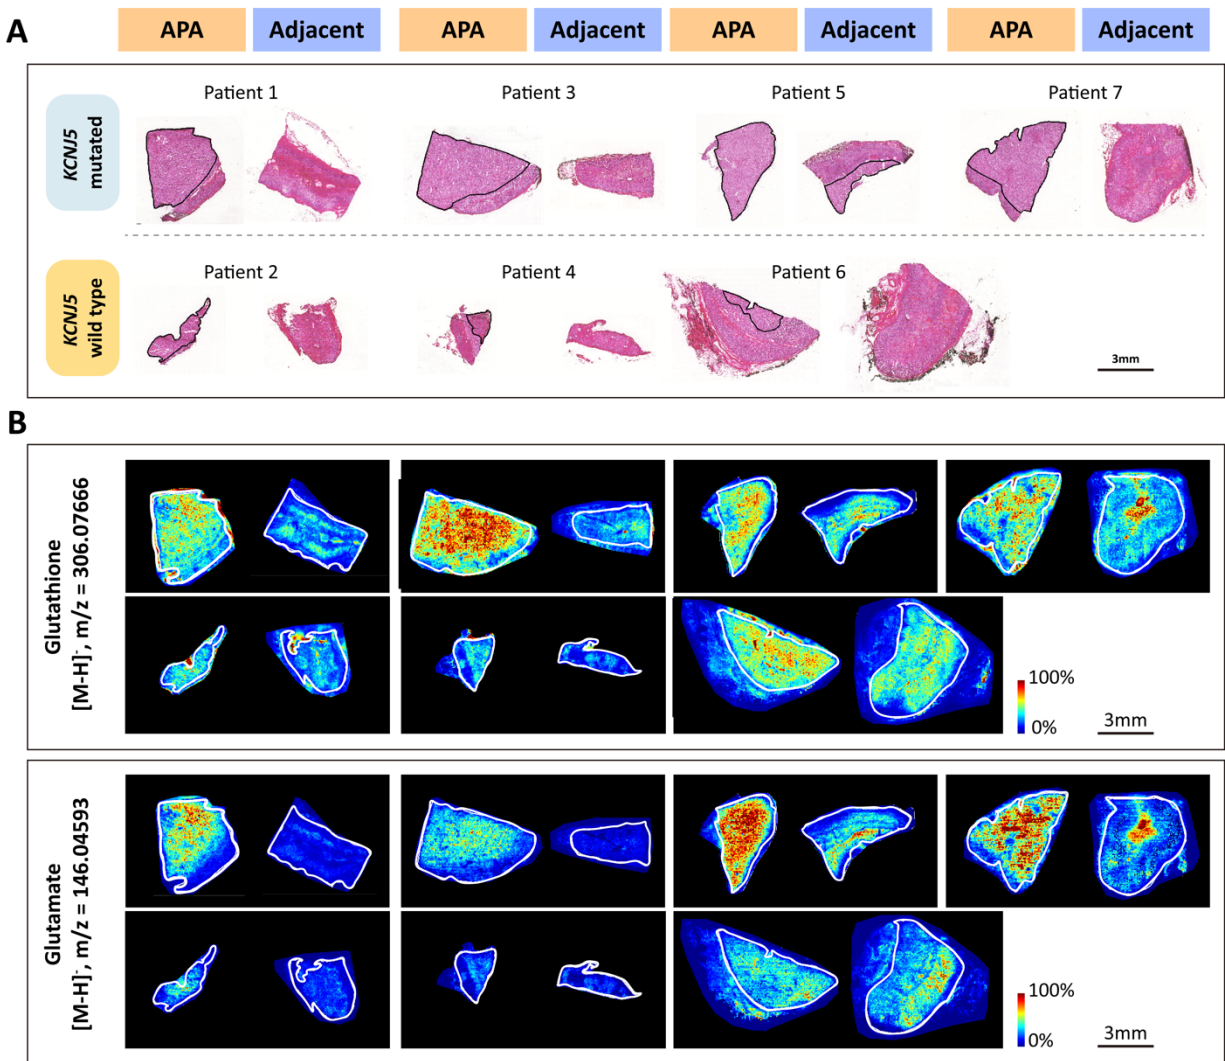 A
APA Adjacent APA Adjacent APA Adjacent APA Adjacent
KCNJ5
mutated
Patient 1 Patient 3 Patient 5 Patient 7
KCNJ5
wild type
Patient 2 Patient 4 Patient 6
3mm
B
Glutathione
[M-H]-, m/z = 306.07666
100%
0%
3mm
Glutamate
[M-H]-, m/z = 146.04593
100%
0%
3mm